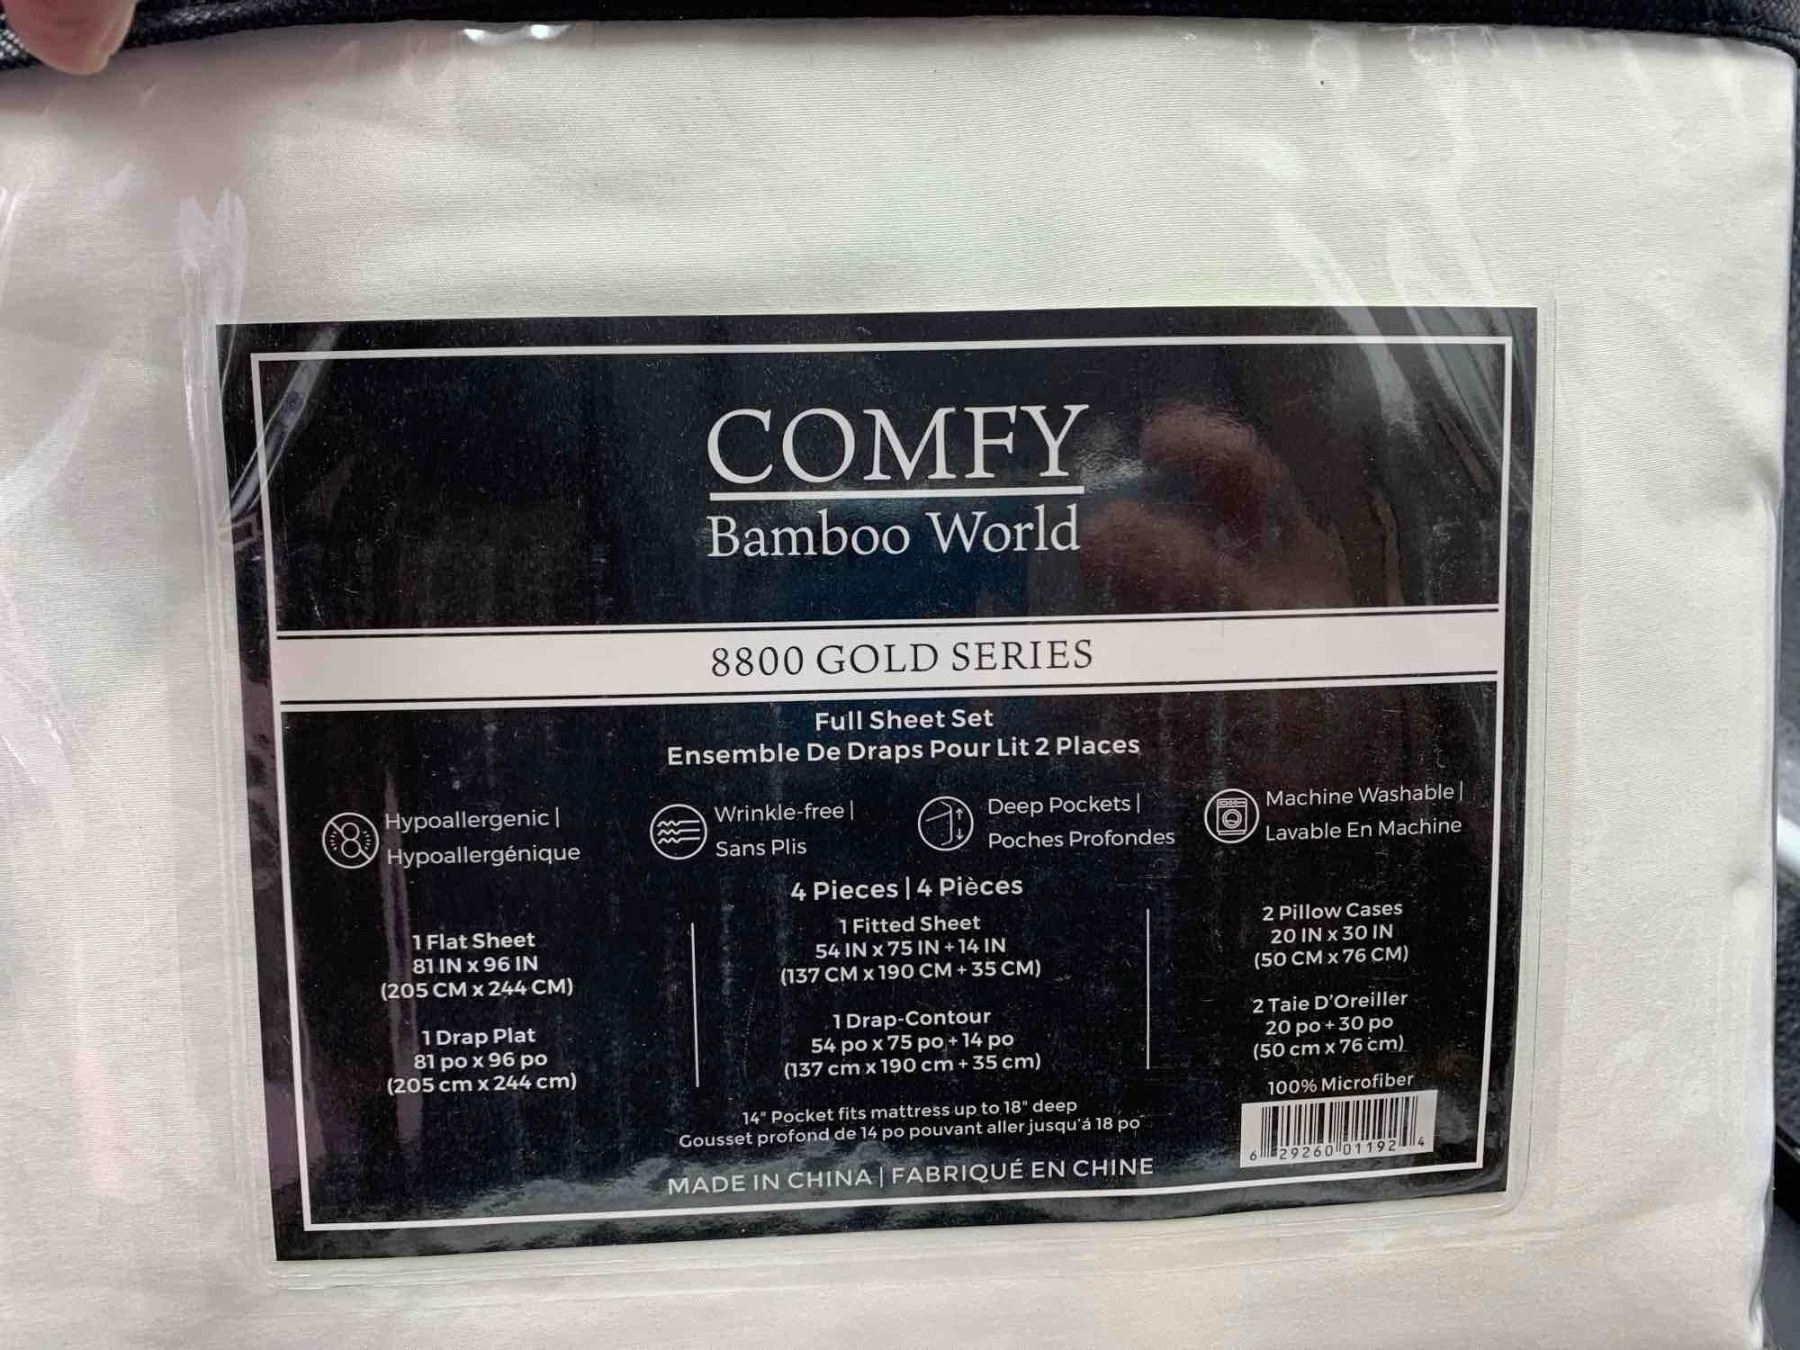 COMFY
Bamboo World
8800 GOLD SERIES
Full Sheet Set
Ensemble De Draps Pour Lit 2 Places
Hypoallergenic |
Hypoallergénique
Wrinkle-free |
Sans Plis
Deep Pockets |
Poches Profondes
Machine Washable |
Lavable En Machine
4 Pieces | 4 Pièces
1 Flat Sheet
81 IN x 96 IN
(205 CM x 244 CM)
1 Drap Plat
81 po x 96 po
(205 cm x 244 cm)
1 Fitted Sheet
54 IN x 75 IN + 14 IN
(137 CM x 190 CM + 35 CM)
1 Drap-Contour
54 po x 75 po + 14 po
(137 cm x 190 cm + 35 cm)
2 Pillow Cases
20 IN x 30 IN
(50 CM x 76 CM)
2 Taie D'Oreiller
20 po + 30 po
(50 cm x 76 cm)
100% Microfiber
14" Pocket fits mattress up to 18" deep
Gousset profond de 14 po pouvant aller jusqu'á 18 po
6 29260 01192 4
MADE IN CHINA | FABRIQUÉ EN CHINE